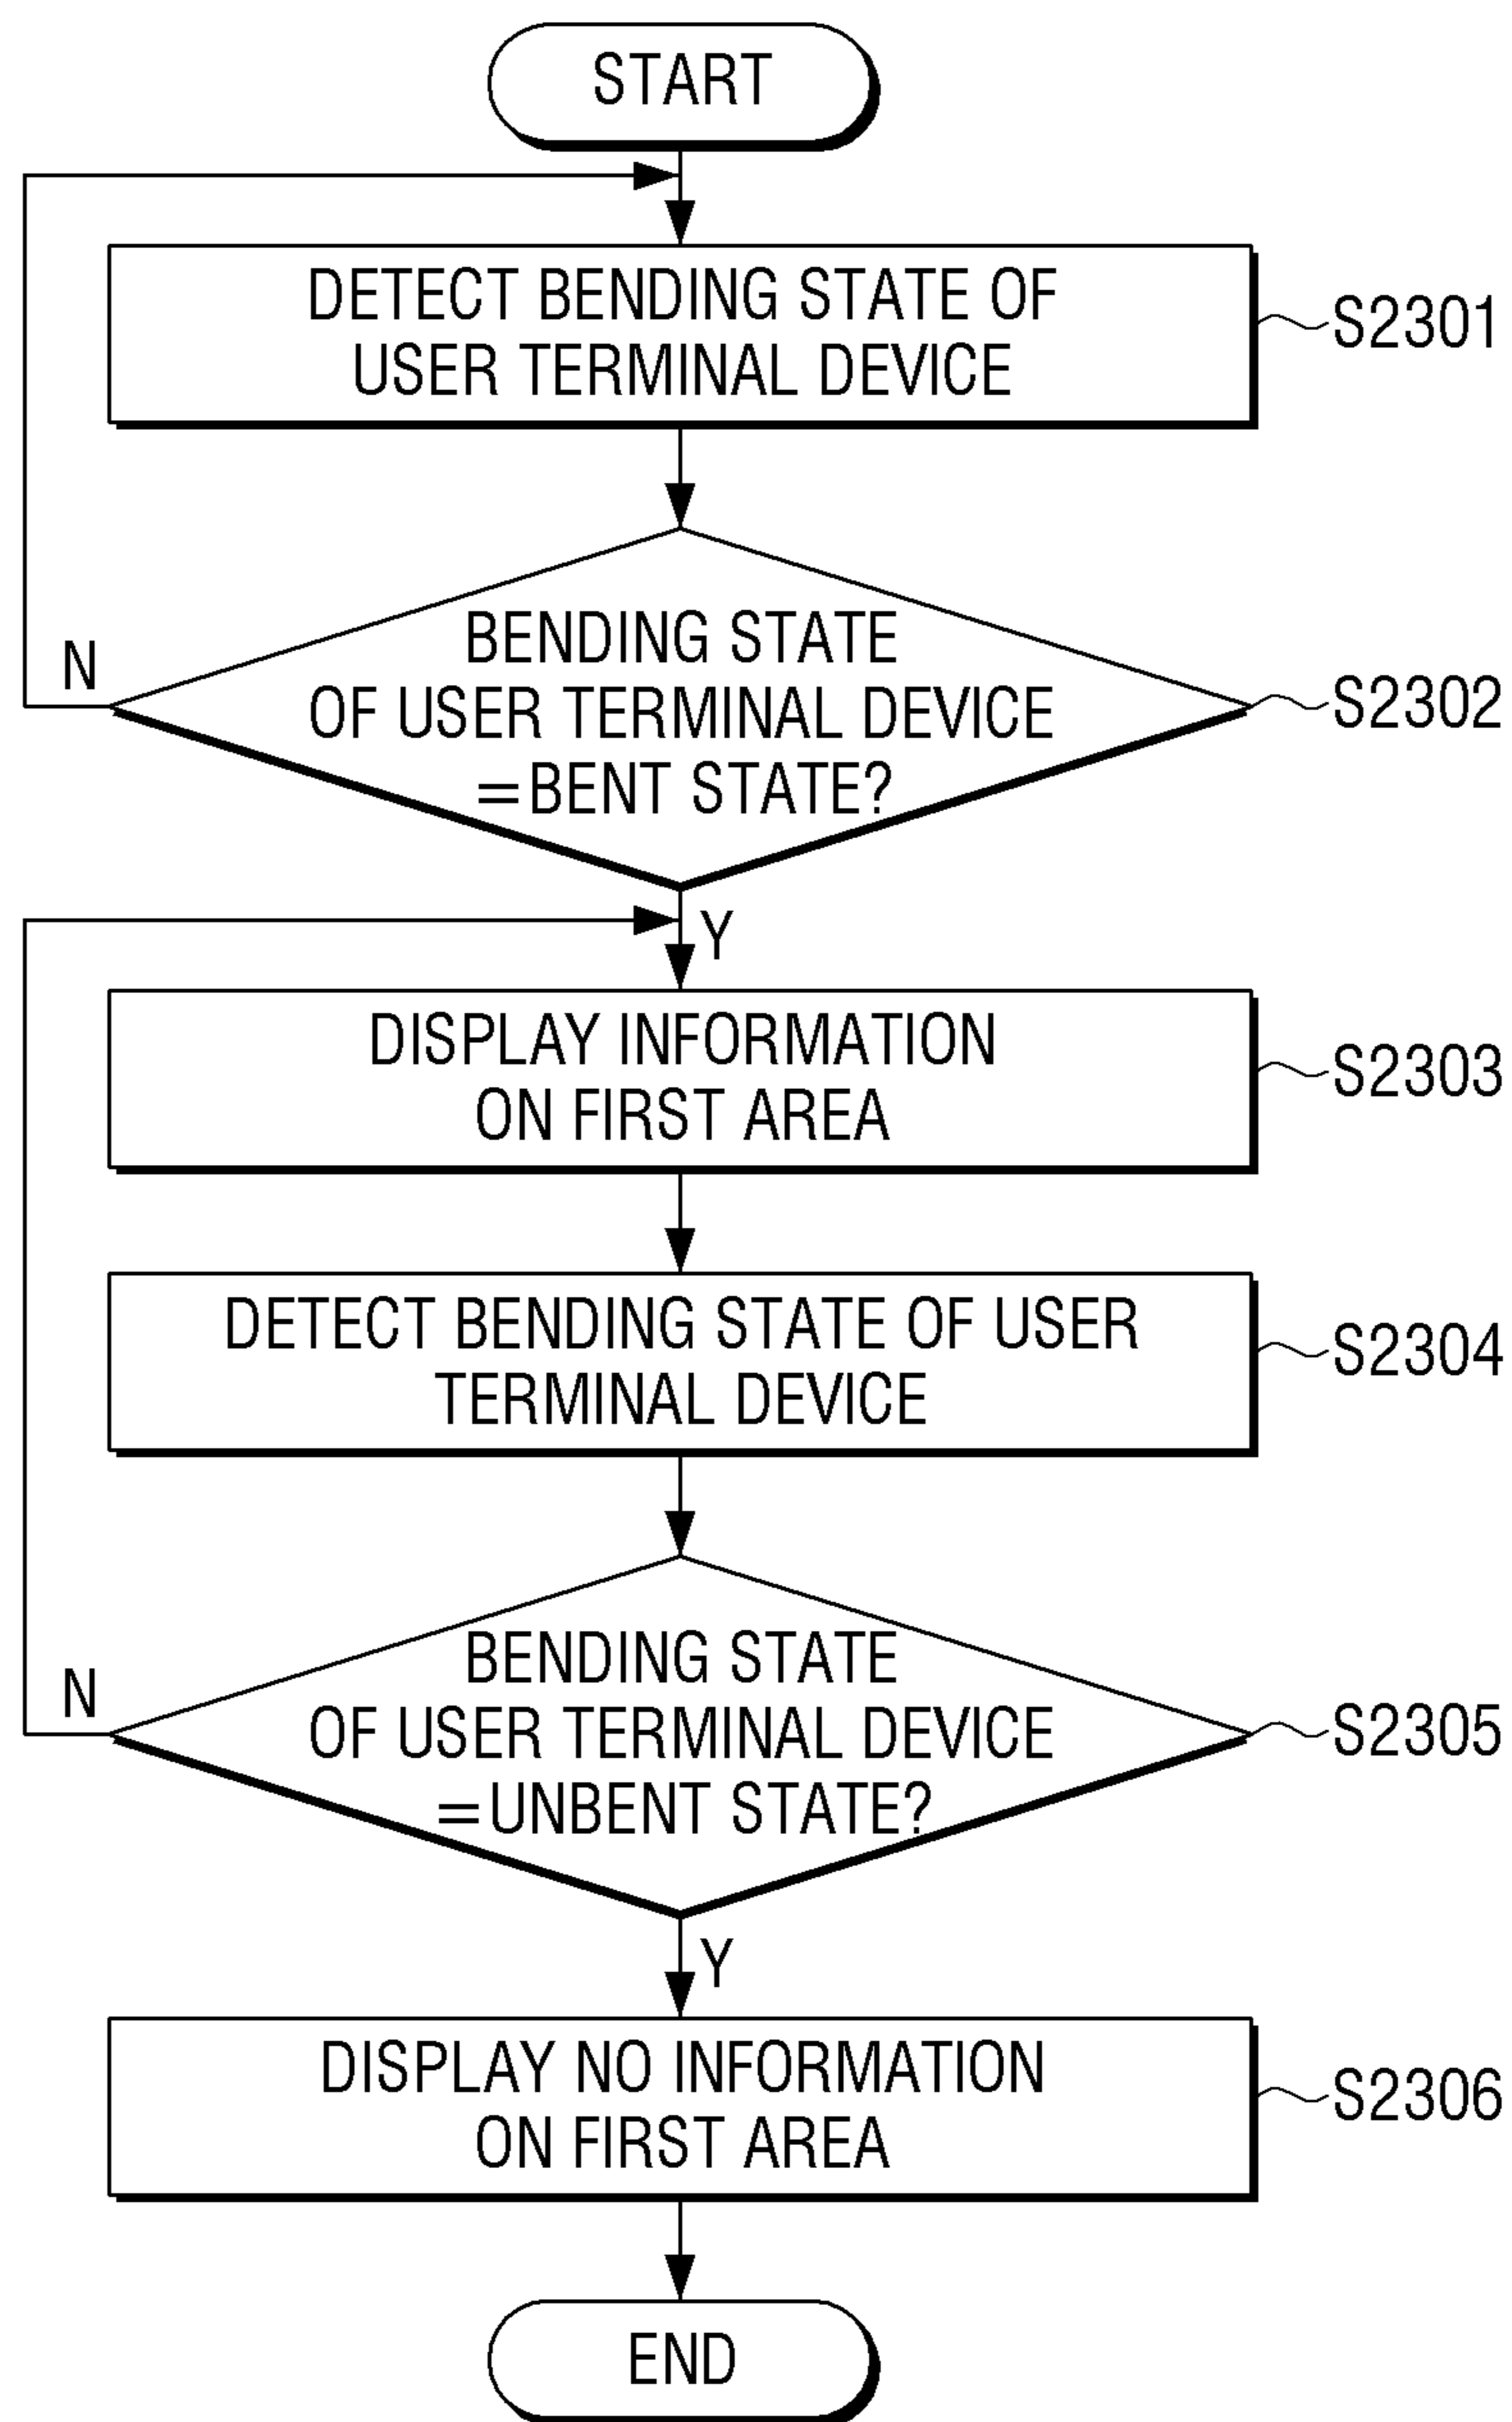 START
DETECT BENDING STATE OF
USER TERMINAL DEVICE
S2301
BENDING STATE
OF USER TERMINAL DEVICE
=BENT STATE?
S2302
N
Y
DISPLAY INFORMATION
ON FIRST AREA
S2303
DETECT BENDING STATE OF USER
TERMINAL DEVICE
S2304
BENDING STATE
OF USER TERMINAL DEVICE
=UNBENT STATE?
S2305
N
Y
DISPLAY NO INFORMATION
ON FIRST AREA
S2306
END